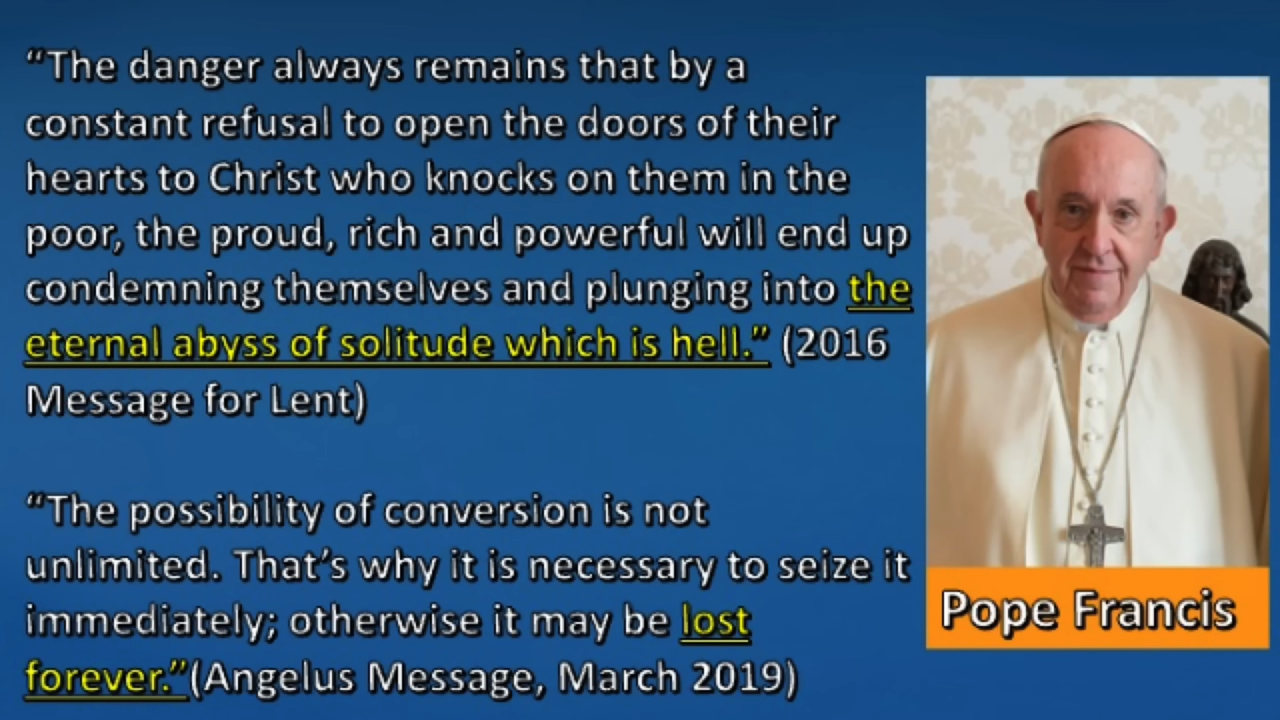 “The danger always remains that by a
constant refusal to open the doors of their
hearts to Christ who knocks on them in the
poor, the proud, rich and powerful will end up
condemning themselves and plunging into the
eternal abyss of solitude which is hell.” (2016
Message for Lent)
“The possibility of conversion is not
unlimited. That’s why it is necessary to seize it
immediately; otherwise it may be lost
forever.”(Angelus Message, March 2019)
Pope Francis